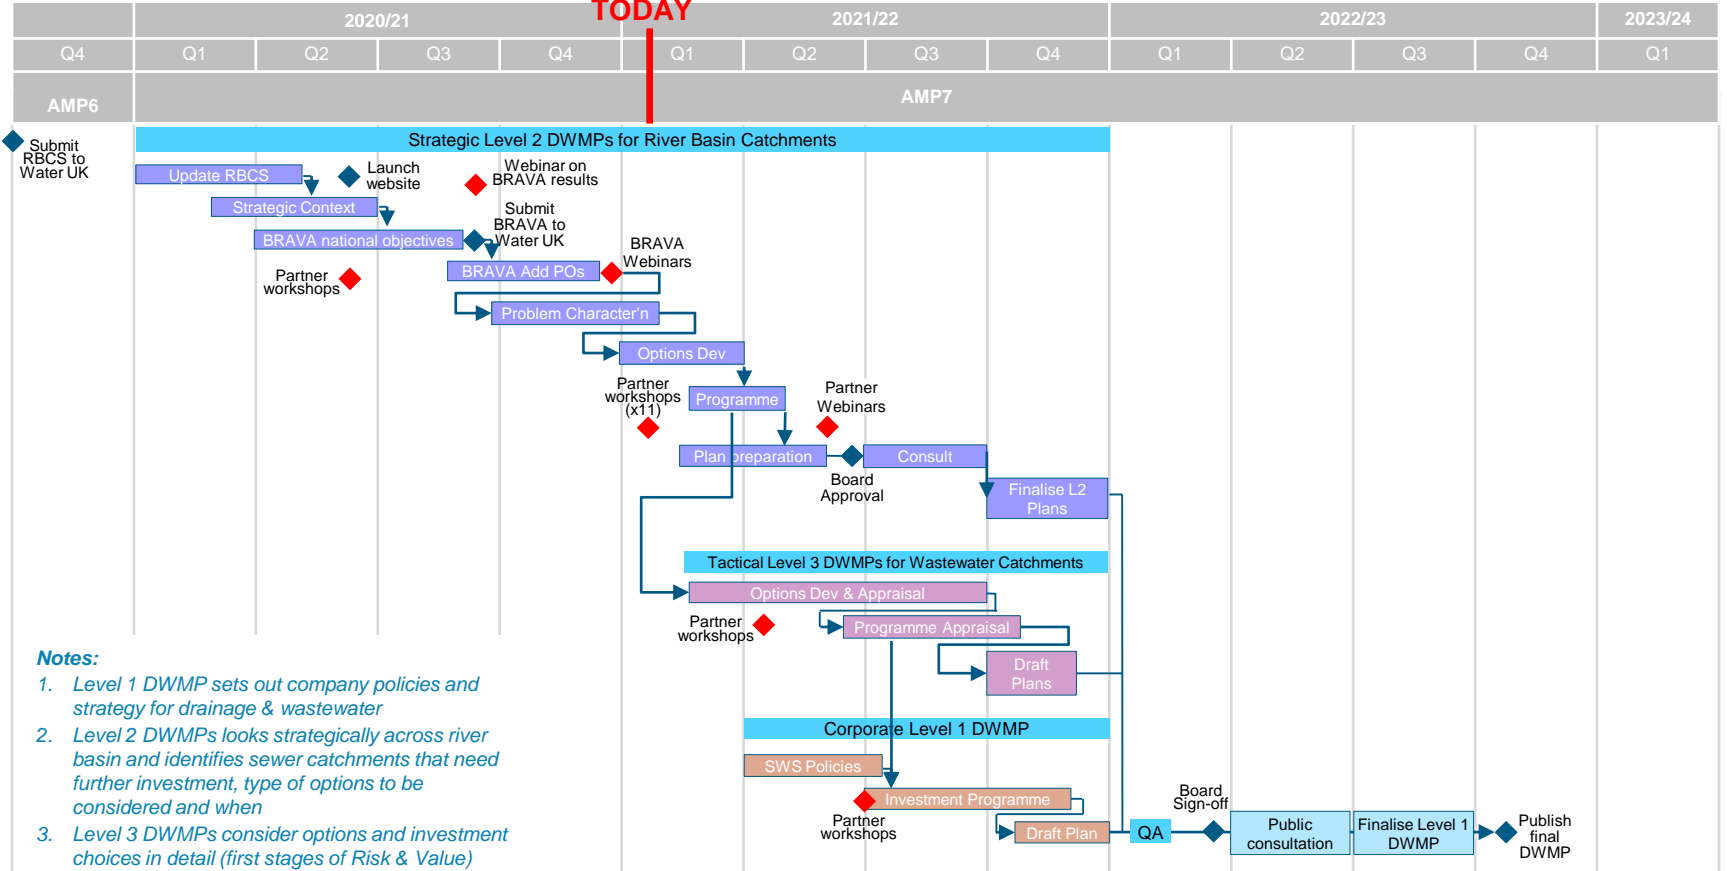 TODAY
2020/21
2021/22
2022/23
2023/24
Q4
Q1
Q2
Q3
Q4
Q1
Q2
Q3
Q4
Q1
Q2
Q3
Q4
Q1
AMP6
AMP7
Strategic Level 2 DWMPs for River Basin Catchments
Submit
RBCS to
Water UK
Update RBCS
Launch
website
Webinar on
BRAVA results
Strategic Context
Submit
BRAVA to
Water UK
BRAVA national objectives
BRAVA
Webinars
BRAVA Add POs
Partner
workshops
Problem Character'n
Options Dev
Partner
workshops
(x11)
Programme
Partner
Webinars
Plan preparation
Board
Approval
Consult
Finalise L2
Plans
Tactical Level 3 DWMPs for Wastewater Catchments
Options Dev & Appraisal
Partner
workshops
Programme Appraisal
Draft
Plans
Corporate Level 1 DWMP
SWS Policies
Investment Programme
Partner
workshops
Draft Plan
QA
Board
Sign-off
Public
consultation
Finalise Level 1
DWMP
Publish
final
DWMP
Notes:
1. Level 1 DWMP sets out company policies and
strategy for drainage & wastewater
2. Level 2 DWMPs looks strategically across river
basin and identifies sewer catchments that need
further investment, type of options to be
considered and when
3. Level 3 DWMPs consider options and investment
choices in detail (first stages of Risk & Value)